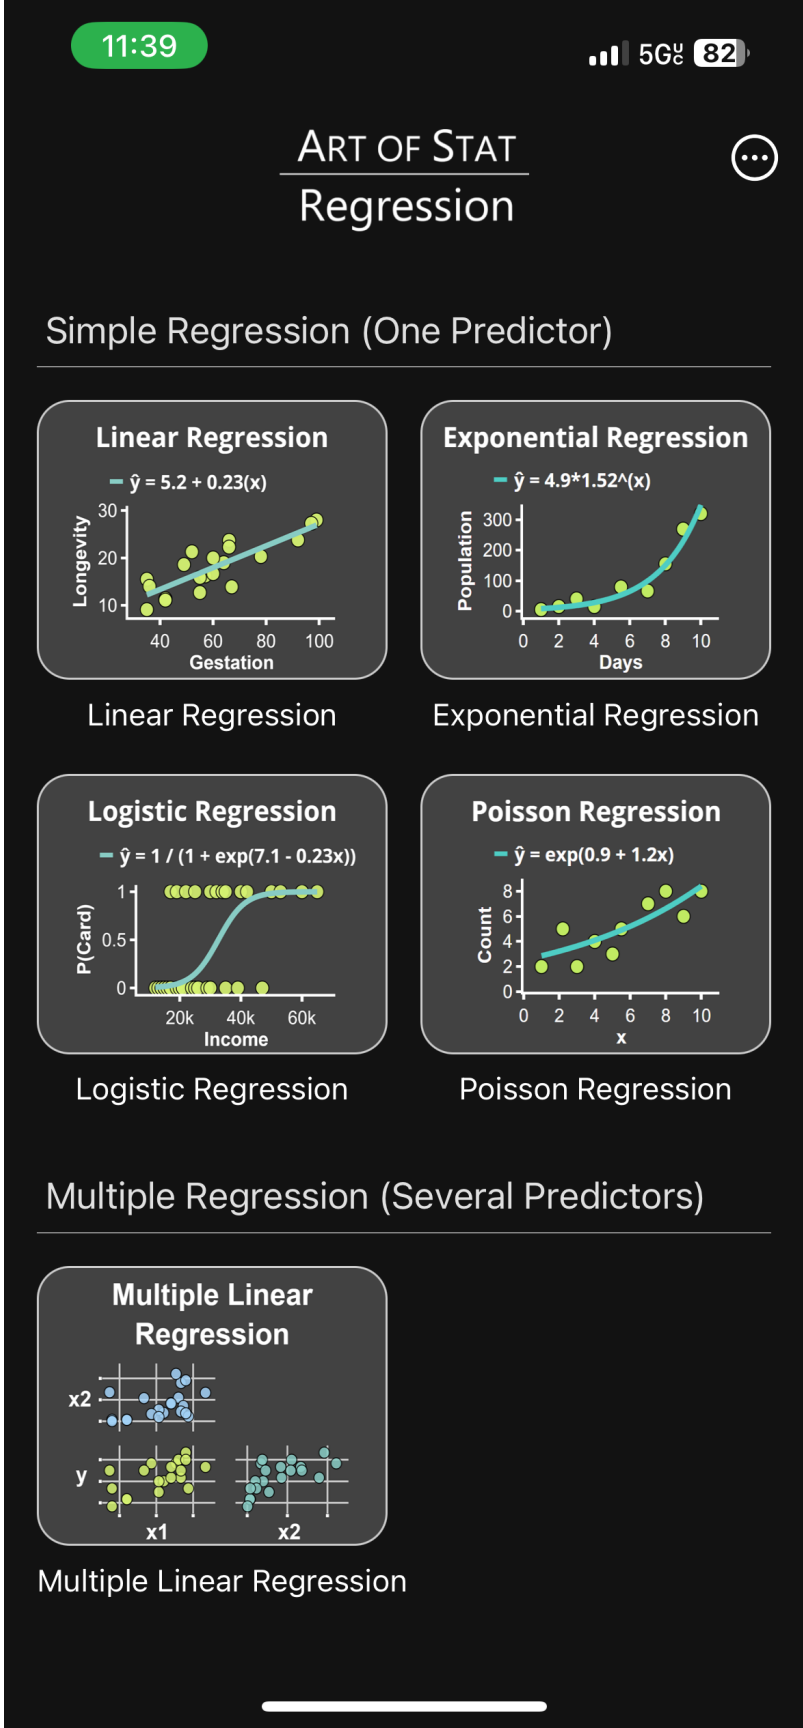 11:39
5G UC 82
ART OF STAT
Regression
Simple Regression (One Predictor)
Linear Regression
ŷ = 5.2 + 0.23(x)
Longevity
30
20
10
40 60 80 100
Gestation
Linear Regression
Exponential Regression
ŷ = 4.9*1.52^(x)
Population
300
200
100
0
0 2 4 6 8 10
Days
Exponential Regression
Logistic Regression
ŷ = 1 / (1 + exp(7.1 - 0.23x))
P(Card)
1
0.5
0
20k 40k 60k
Income
Logistic Regression
Poisson Regression
ŷ = exp(0.9 + 1.2x)
Count
8
6
4
2
0
0 2 4 6 8 10
x
Poisson Regression
Multiple Regression (Several Predictors)
Multiple Linear
Regression
x2
y
x1 x2
Multiple Linear Regression